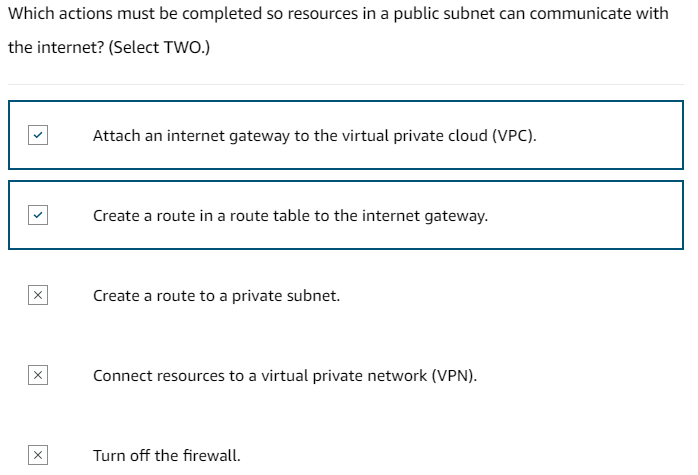 Which actions must be completed so resources in a public subnet can communicate with
the internet? (Select TWO.)
Attach an internet gateway to the virtual private cloud (VPC).
Create a route in a route table to the internet gateway.
Create a route to a private subnet.
Connect resources to a virtual private network (VPN).
Turn off the firewall.